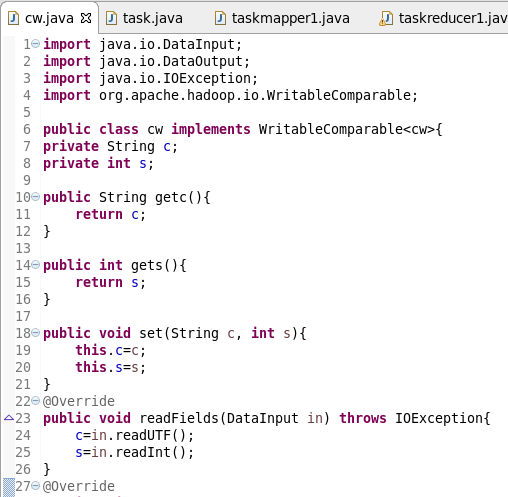 cw.java task.java taskmapper1.java taskreducer1.jav
1 import java.io.DataInput;
2 import java.io.DataOutput;
3 import java.io.IOException;
4 import org.apache.hadoop.io.WritableComparable;
5
6 public class cw implements WritableComparable<cw>{
7 private String c;
8 private int s;
9
10 public String getc(){
11     return c;
12 }
13
14 public int gets(){
15     return s;
16 }
17
18 public void set(String c, int s){
19     this.c=c;
20     this.s=s;
21 }
22 @Override
23 public void readFields(DataInput in) throws IOException{
24     c=in.readUTF();
25     s=in.readInt();
26 }
27 @Override